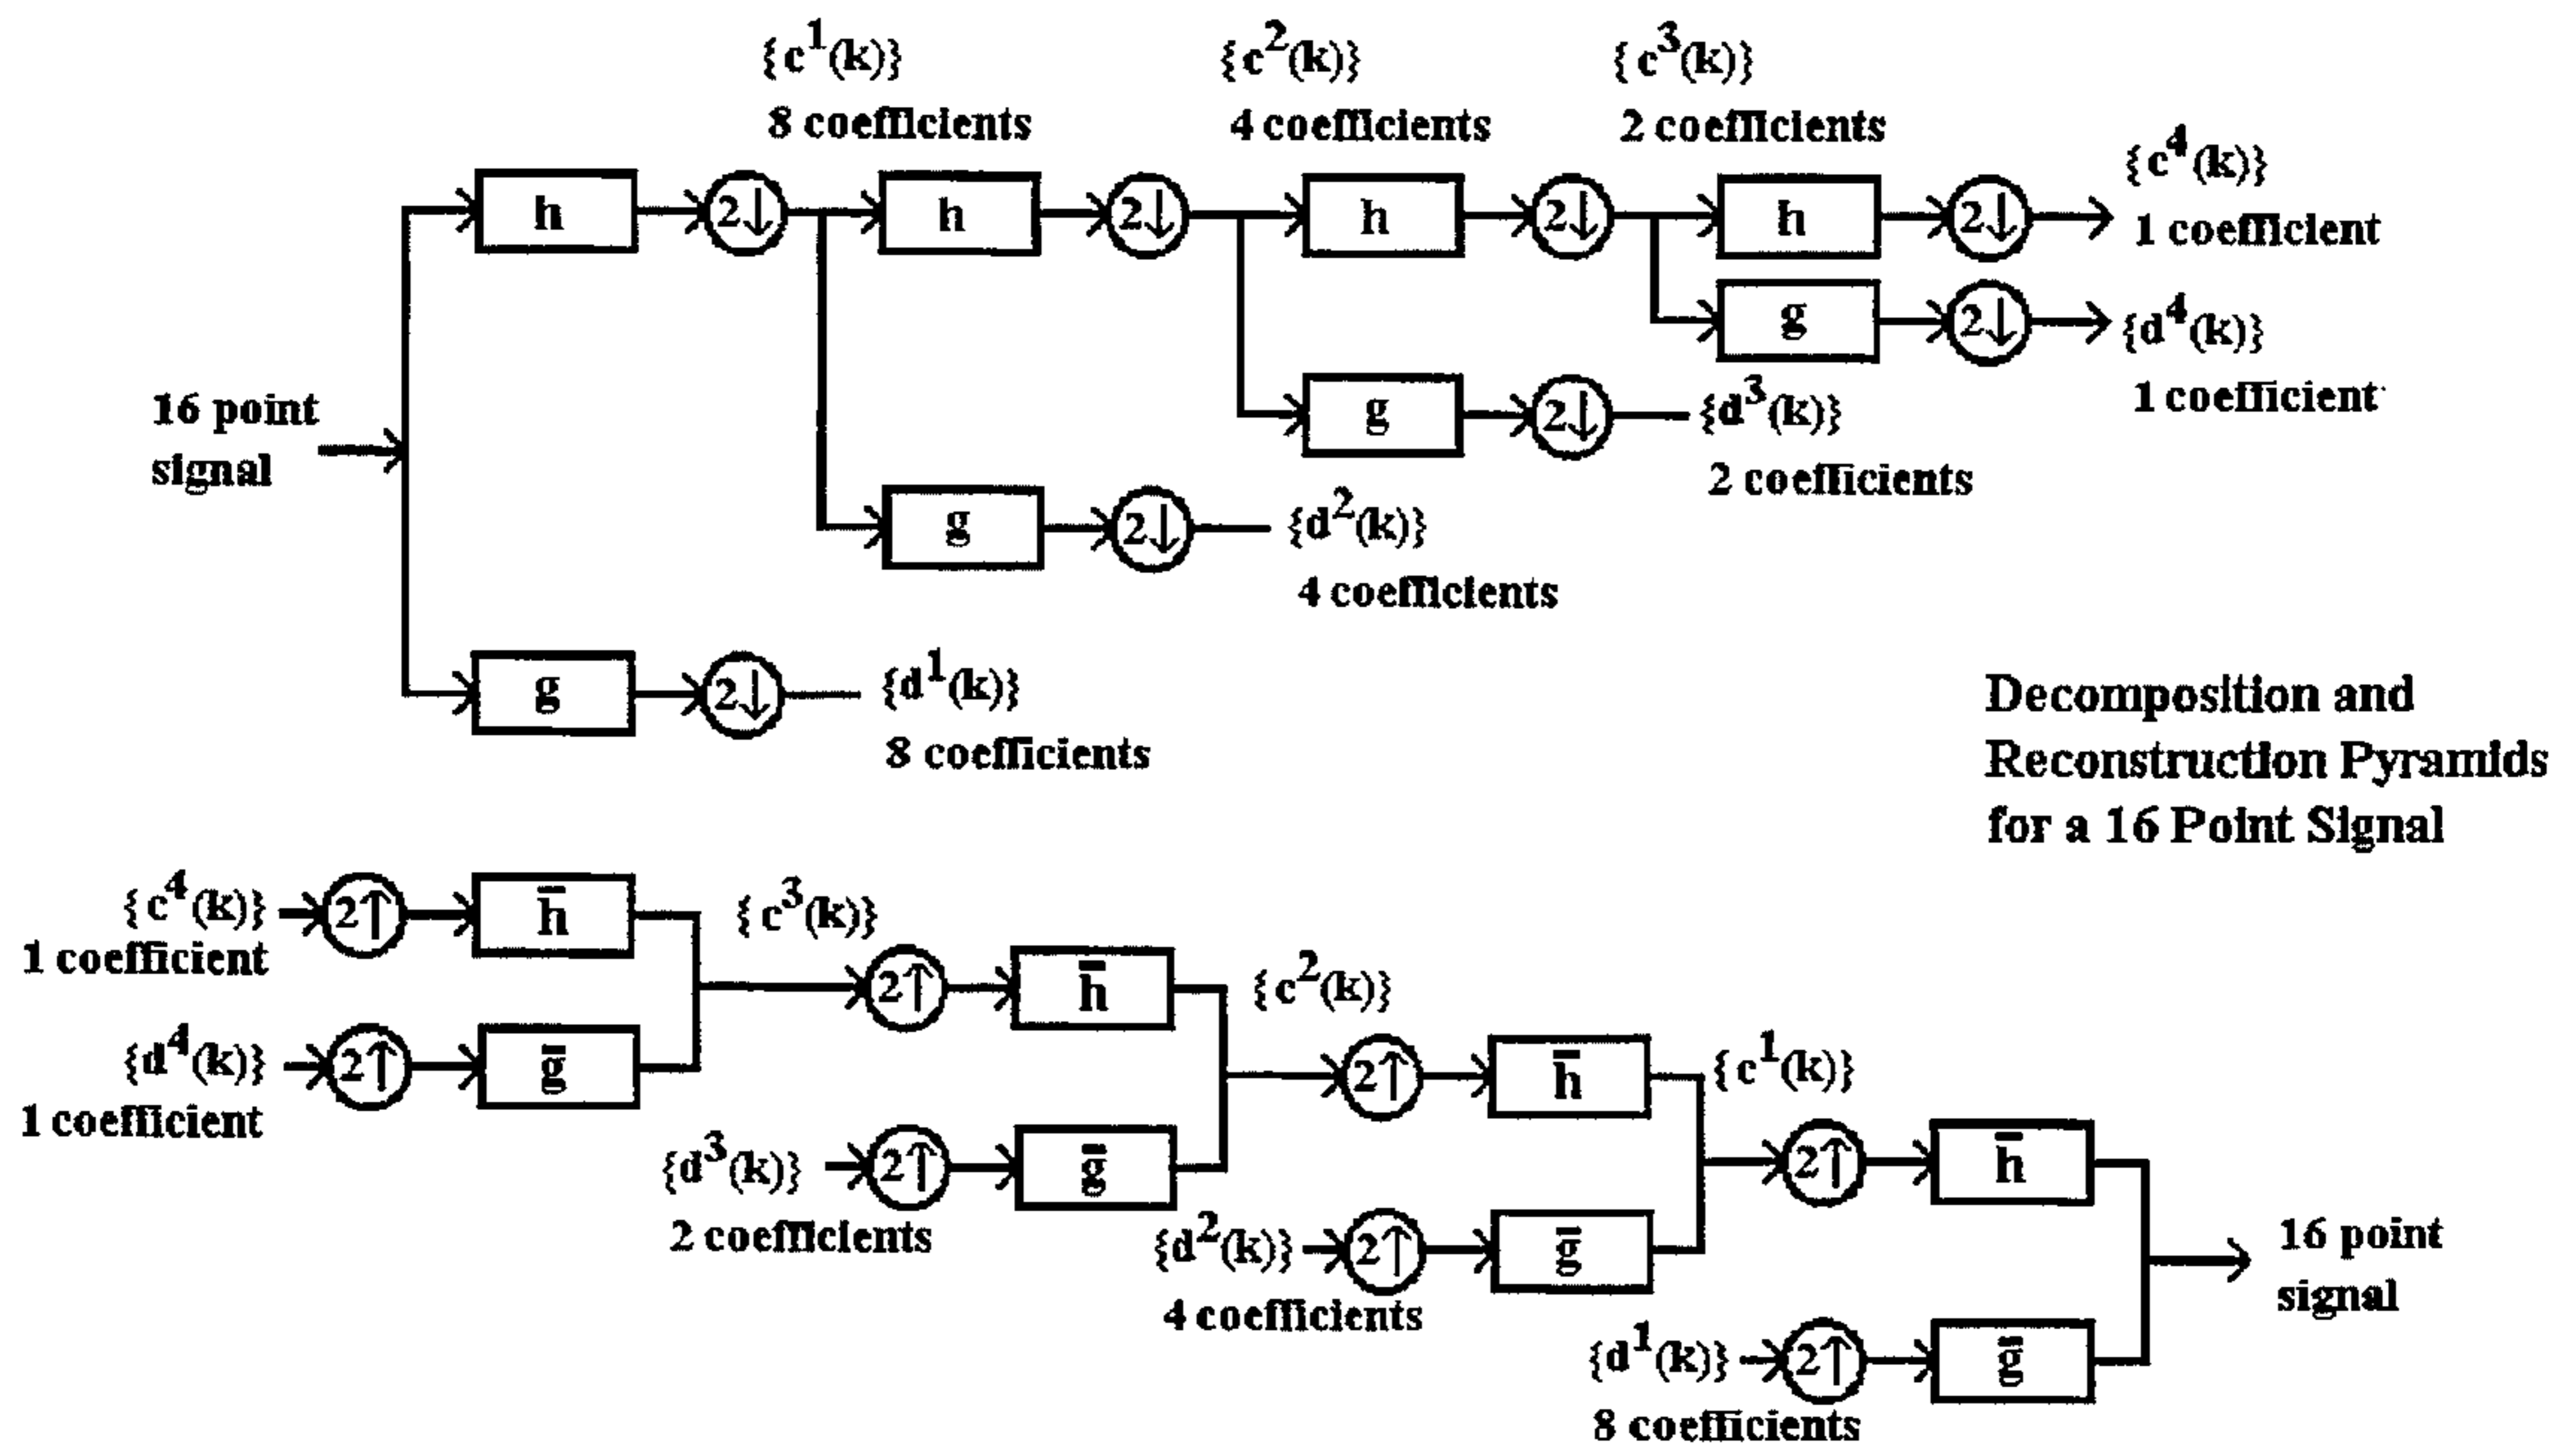 {c¹(k)}
8 coefficients
{c²(k)}
4 coefficients
{c³(k)}
2 coefficients
{c⁴(k)}
1 coefficient
h
2↓
h
2↓
h
2↓
h
2↓
g
2↓
{d⁴(k)}
1 coefficient
16 point
signal
g
2↓
{d³(k)}
2 coefficients
g
2↓
{d²(k)}
4 coefficients
g
2↓
{d¹(k)}
8 coefficients
Decomposition and
Reconstruction Pyramids
for a 16 Point Signal
{c⁴(k)}
1 coefficient
2↑
h̅
{c³(k)}
2↑
h̅
{c²(k)}
{d⁴(k)}
1 coefficient
2↑
g̅
2↑
h̅
{c¹(k)}
{d³(k)}
2 coefficients
2↑
g̅
2↑
h̅
{d²(k)}
4 coefficients
2↑
g̅
16 point
signal
{d¹(k)}
8 coefficients
2↑
g̅